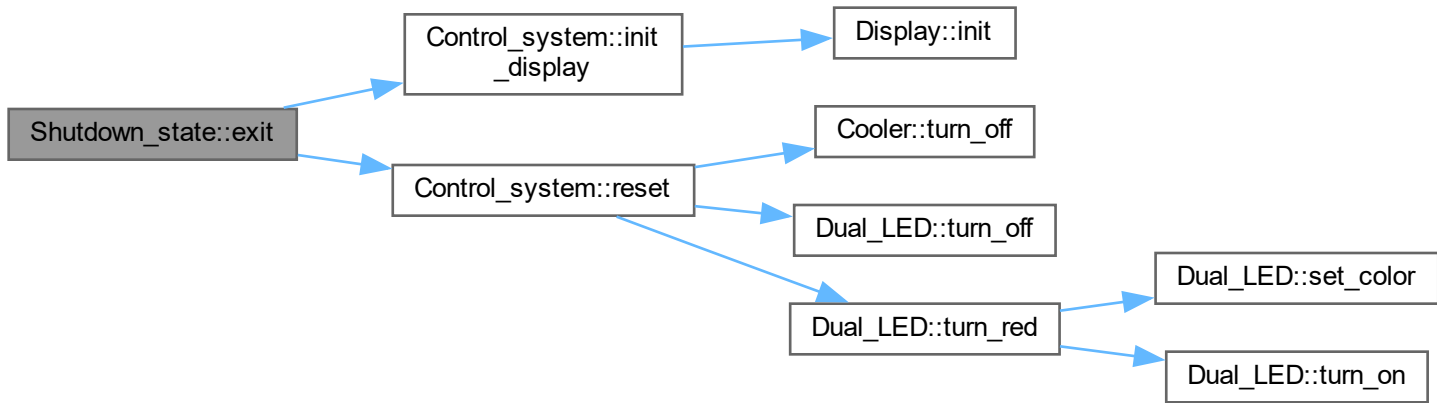 Shutdown_state::exit
Control_system::init
_display
Display::init
Control_system::reset
Cooler::turn_off
Dual_LED::turn_off
Dual_LED::turn_red
Dual_LED::set_color
Dual_LED::turn_on